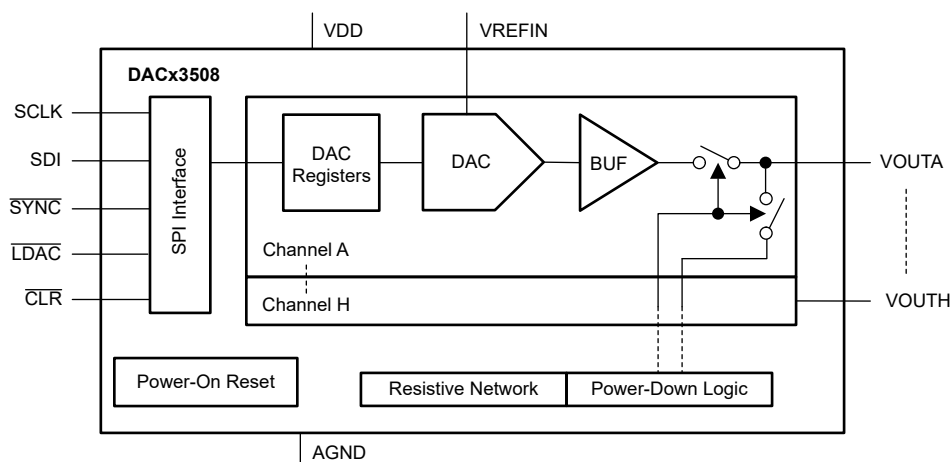 VDD
VREFIN
DACx3508
SCLK
SDI
SYNC
LDAC
CLR
SPI Interface
DAC
Registers
DAC
BUF
VOUTA
Channel A
Channel H
VOUTH
Power-On Reset
Resistive Network
Power-Down Logic
AGND